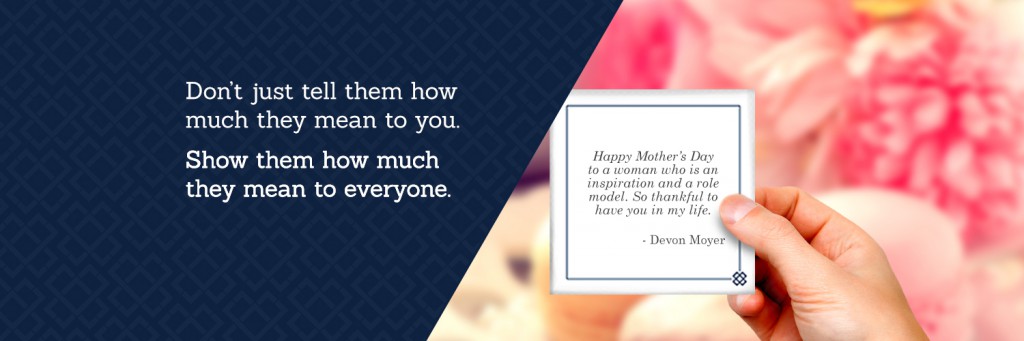 Don't just tell them how
much they mean to you.
Show them how much
they mean to everyone.
Happy Mother's Day
to a woman who is an
inspiration and a role
model. So thankful to
have you in my life.
- Devon Moyer